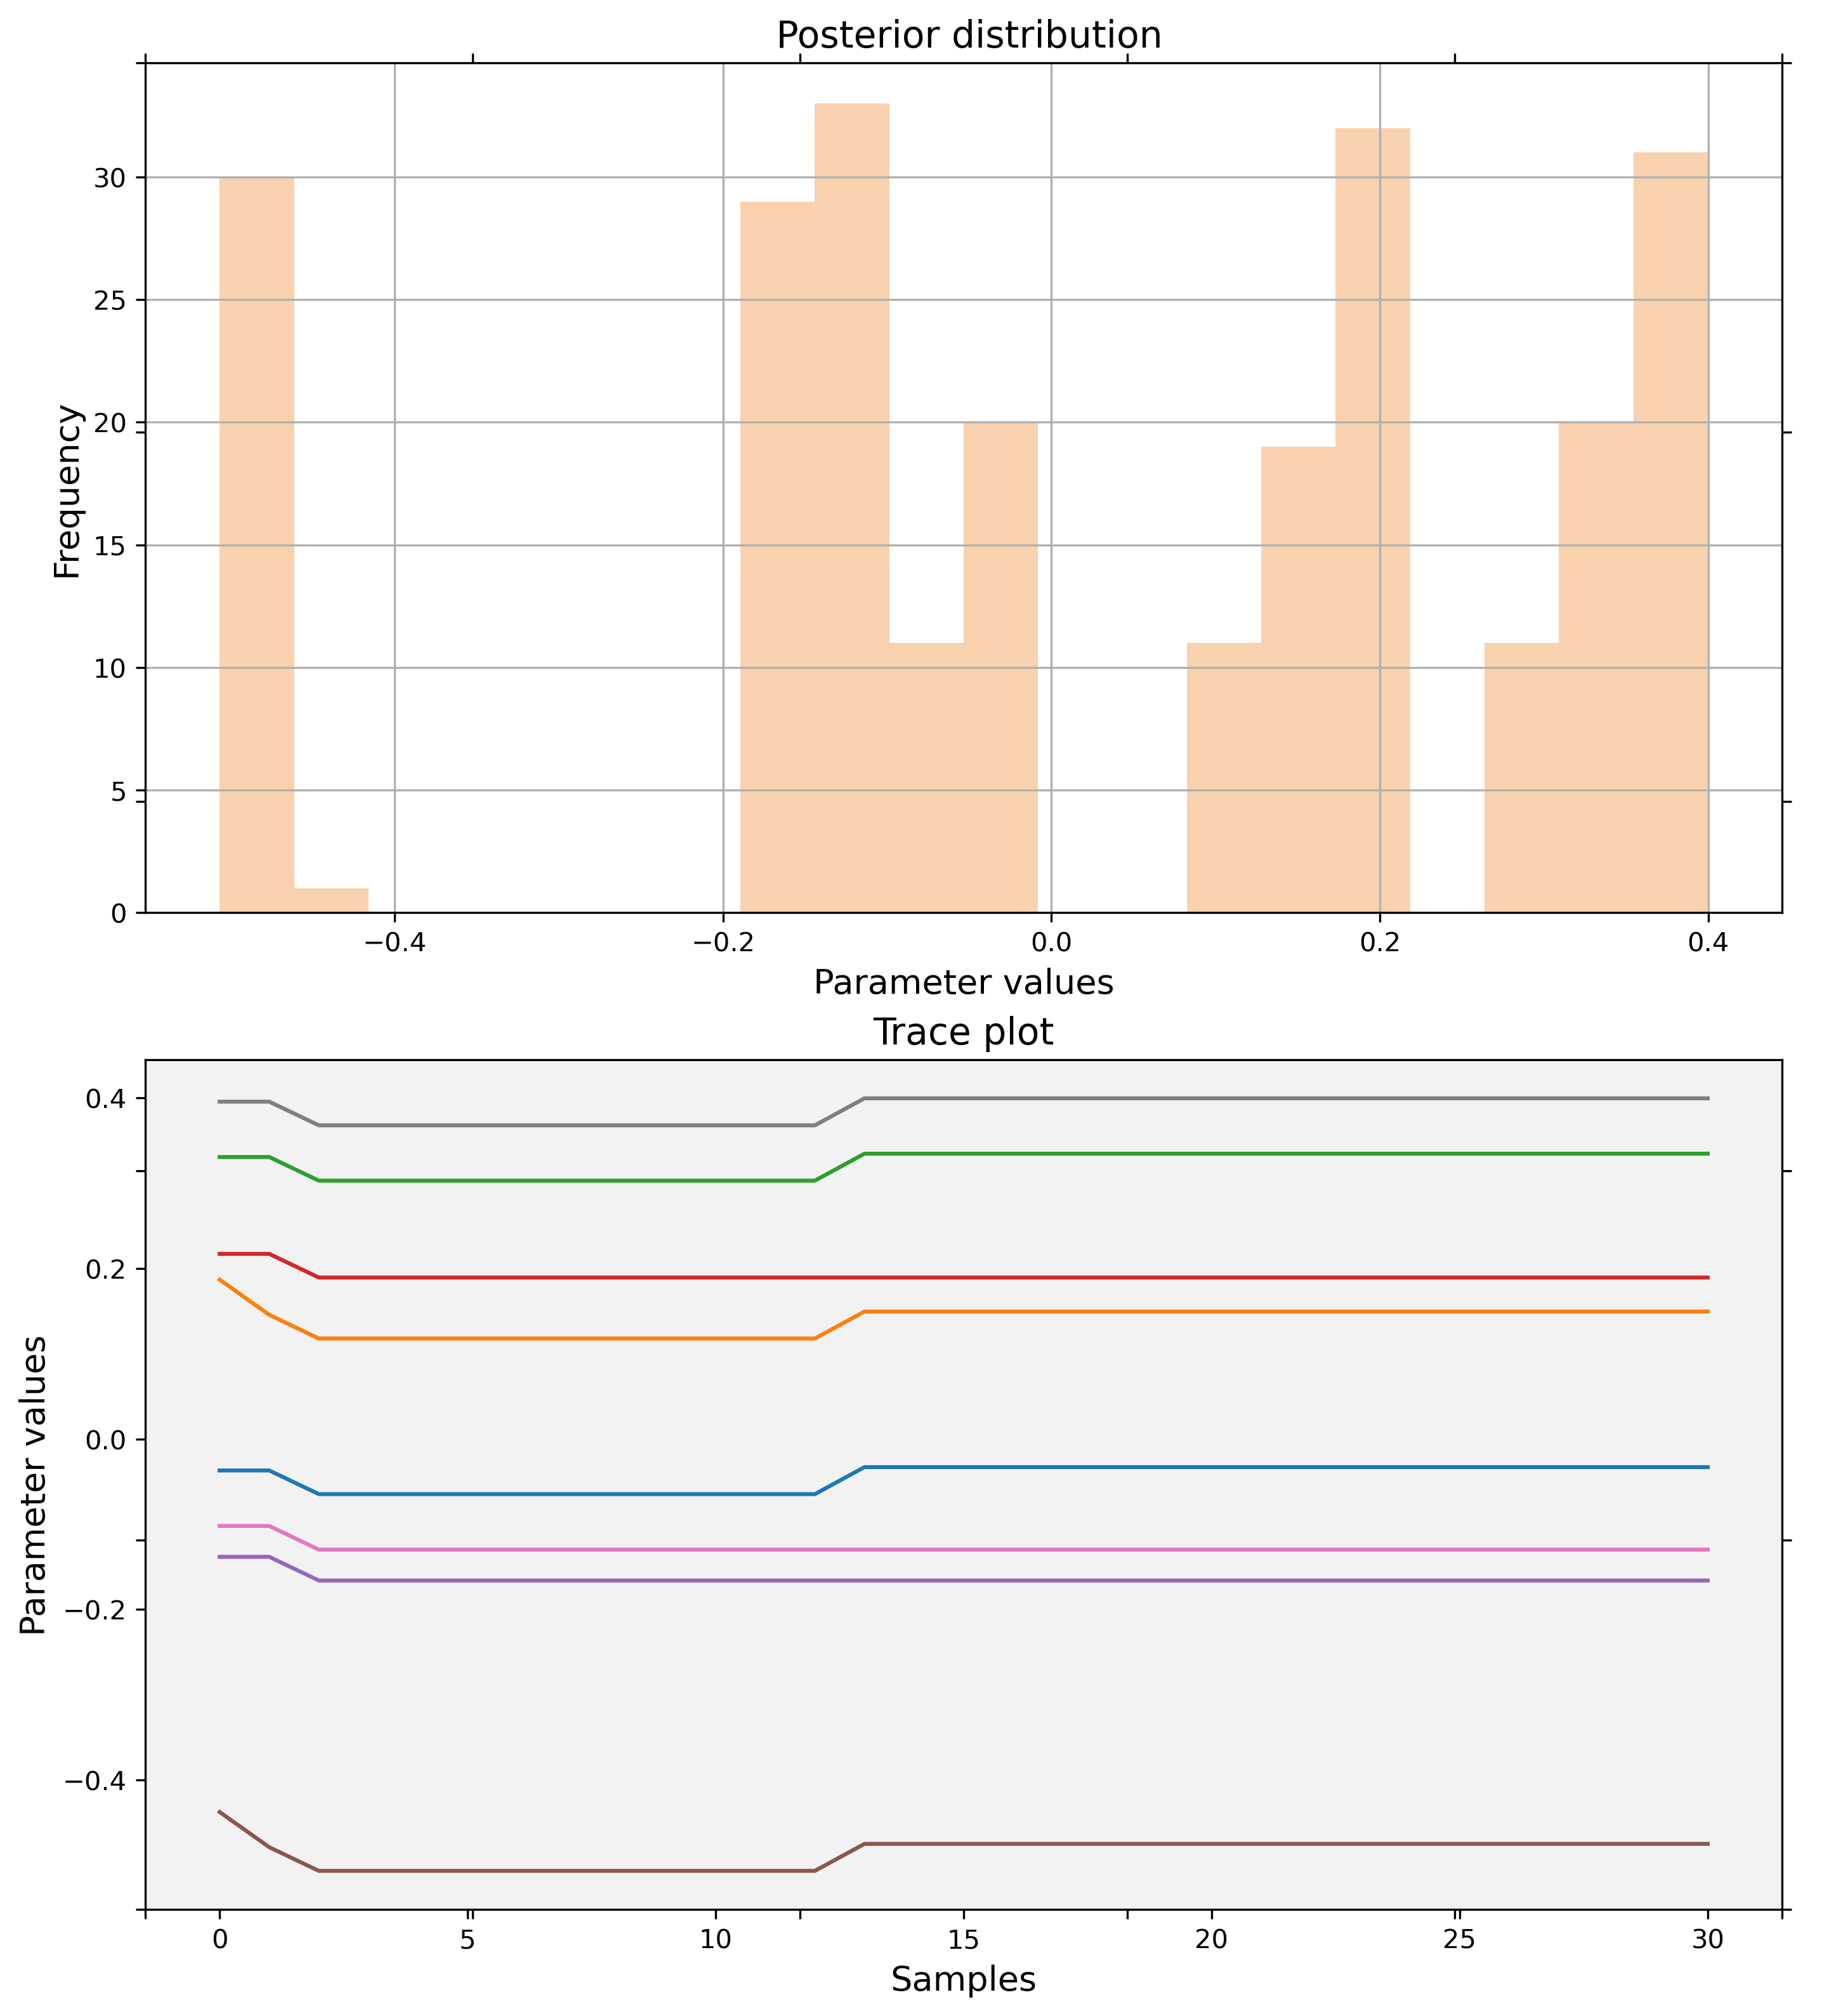 Posterior distribution
30
25
20
15
10
5
0
Frequency
−0.4 −0.2 0.0 0.2 0.4
Parameter values
Trace plot
0.4
0.2
0.0
−0.2
−0.4
Parameter values
0 5 10 15 20 25 30
Samples